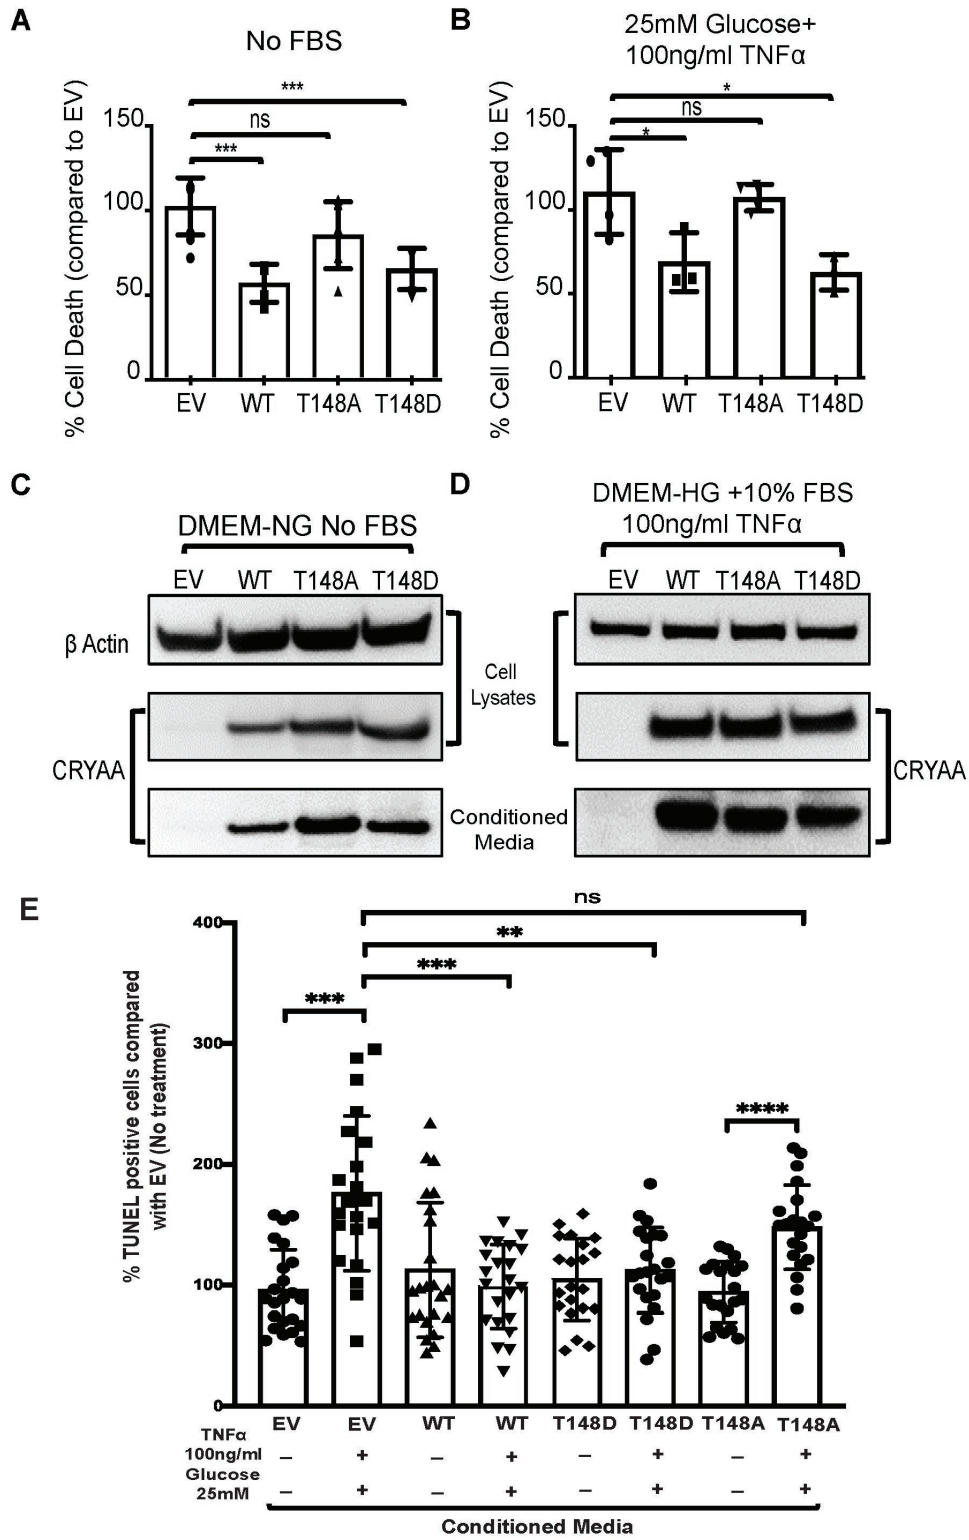 A
No FBS
% Cell Death (compared to EV)
150
100
50
0
***
ns
***
EV WT T148A T148D
B
25mM Glucose+
100ng/ml TNFα
% Cell Death (compared to EV)
150
100
50
0
*
ns
*
EV WT T148A T148D
C
DMEM-NG No FBS
EV WT T148A T148D
β Actin
CRYAA
Cell
Lysates
Conditioned
Media
D
DMEM-HG +10% FBS
100ng/ml TNFα
EV WT T148A T148D
CRYAA
E
% TUNEL positive cells compared
with EV (No treatment)
400
300
200
100
0
ns
**
***
***
****
EV EV WT WT T148D T148D T148A T148A
TNFα
100ng/ml − + − + − + − +
Glucose
25mM − + − + − + − +
Conditioned Media